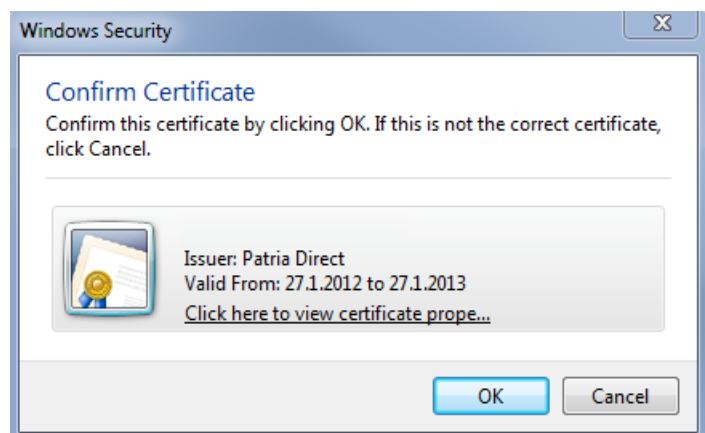 Windows Security
Confirm Certificate
Confirm this certificate by clicking OK. If this is not the correct certificate,
click Cancel.
Issuer: Patria Direct
Valid From: 27.1.2012 to 27.1.2013
Click here to view certificate prope...
OK Cancel